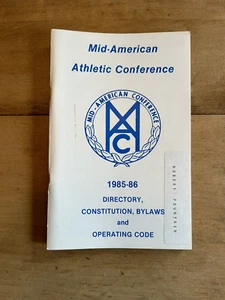 Mid-American
Athletic Conference
MID-AMERICAN CONFERENCE
MAC
1985-86
DIRECTORY,
CONSTITUTION, BYLAWS
and
OPERATING CODE